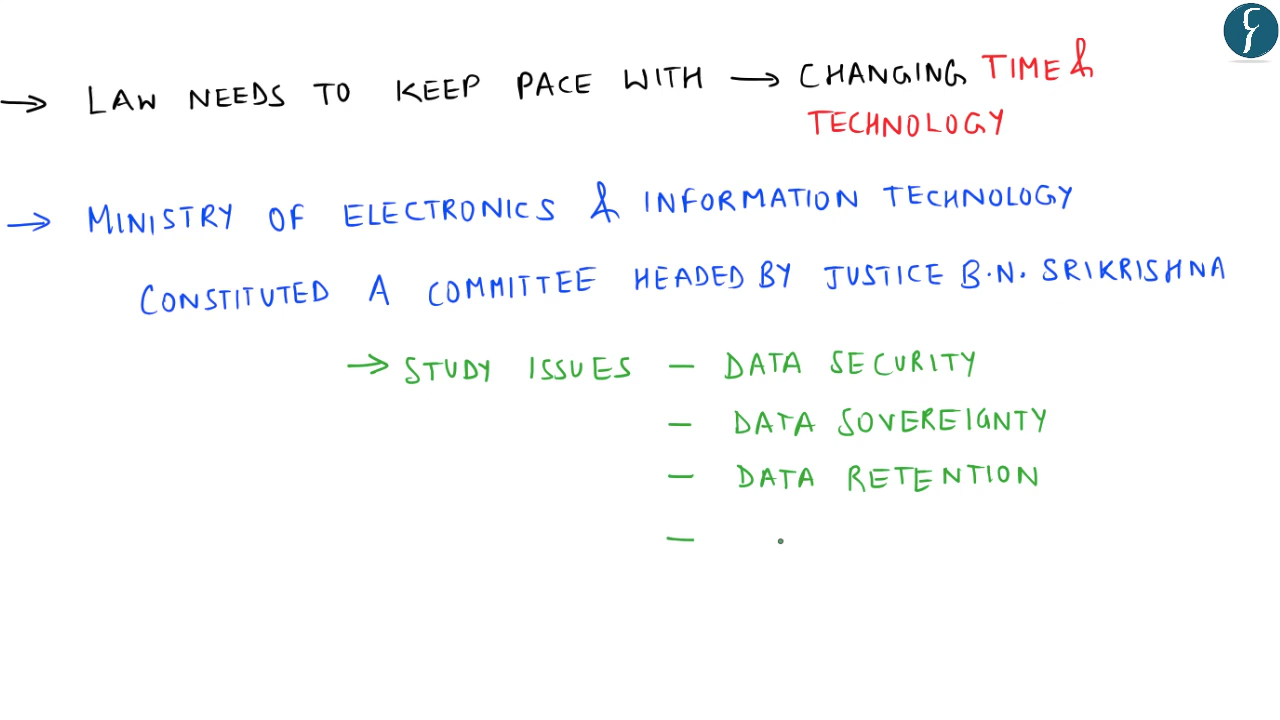 → LAW NEEDS TO KEEP PACE WITH → CHANGING TIME &
TECHNOLOGY
→ MINISTRY OF ELECTRONICS & INFORMATION TECHNOLOGY
CONSTITUTED A COMMITTEE HEADED BY JUSTICE B.N. SRIKRISHNA
→ STUDY ISSUES — DATA SECURITY
— DATA SOVEREIGNTY
— DATA RETENTION
—